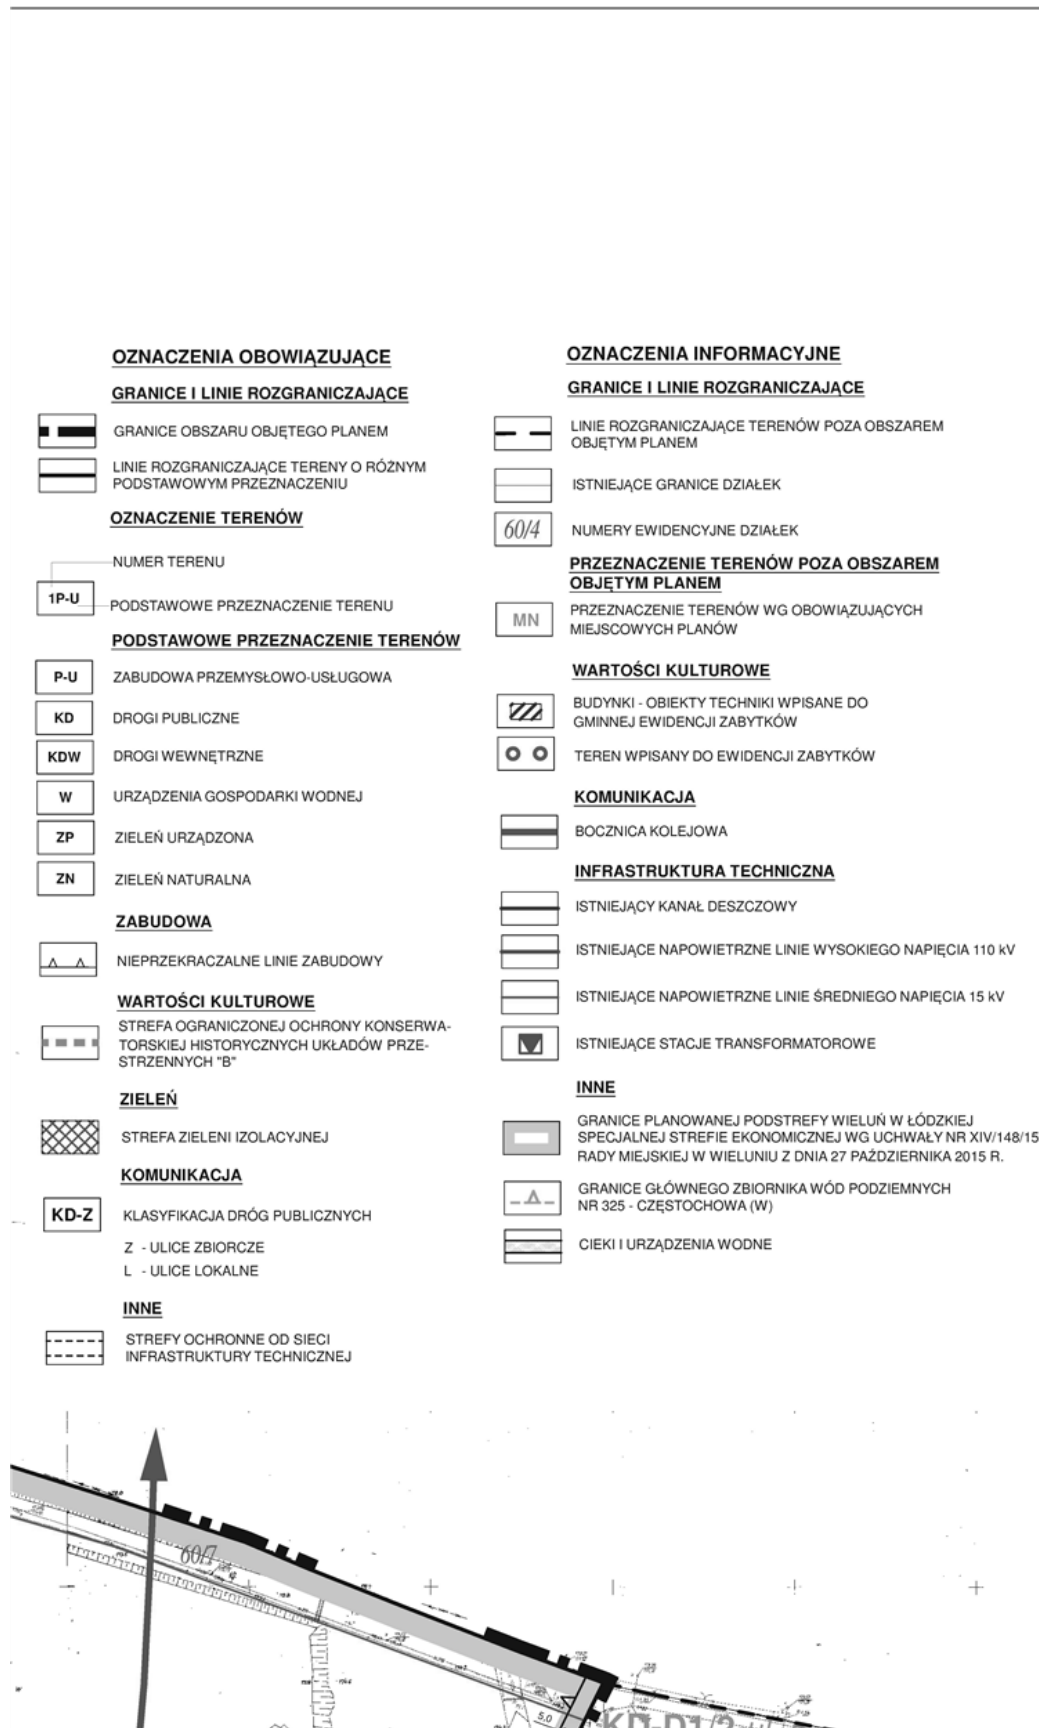 OZNACZENIA OBOWIĄZUJĄCE
GRANICE I LINIE ROZGRANICZAJĄCE
GRANICE OBSZARU OBJĘTEGO PLANEM
LINIE ROZGRANICZAJĄCE TERENY O RÓŻNYM
PODSTAWOWYM PRZEZNACZENIU
OZNACZENIE TERENÓW
NUMER TERENU
1P-U
PODSTAWOWE PRZEZNACZENIE TERENU
PODSTAWOWE PRZEZNACZENIE TERENÓW
P-U ZABUDOWA PRZEMYSŁOWO-USŁUGOWA
KD DROGI PUBLICZNE
KDW DROGI WEWNĘTRZNE
W URZĄDZENIA GOSPODARKI WODNEJ
ZP ZIELEŃ URZĄDZONA
ZN ZIELEŃ NATURALNA
ZABUDOWA
NIEPRZEKRACZALNE LINIE ZABUDOWY
WARTOŚCI KULTUROWE
STREFA OGRANICZONEJ OCHRONY KONSERWA-
TORSKIEJ HISTORYCZNYCH UKŁADÓW PRZE-
STRZENNYCH "B"
ZIELEŃ
STREFA ZIELENI IZOLACYJNEJ
KOMUNIKACJA
KD-Z KLASYFIKACJA DRÓG PUBLICZNYCH
Z - ULICE ZBIORCZE
L - ULICE LOKALNE
INNE
STREFY OCHRONNE OD SIECI
INFRASTRUKTURY TECHNICZNEJ
OZNACZENIA INFORMACYJNE
GRANICE I LINIE ROZGRANICZAJĄCE
LINIE ROZGRANICZAJĄCE TERENÓW POZA OBSZAREM
OBJĘTYM PLANEM
ISTNIEJĄCE GRANICE DZIAŁEK
60/4 NUMERY EWIDENCYJNE DZIAŁEK
PRZEZNACZENIE TERENÓW POZA OBSZAREM
OBJĘTYM PLANEM
MN PRZEZNACZENIE TERENÓW WG OBOWIĄZUJĄCYCH
MIEJSCOWYCH PLANÓW
WARTOŚCI KULTUROWE
BUDYNKI - OBIEKTY TECHNIKI WPISANE DO
GMINNEJ EWIDENCJI ZABYTKÓW
TEREN WPISANY DO EWIDENCJI ZABYTKÓW
KOMUNIKACJA
BOCZNICA KOLEJOWA
INFRASTRUKTURA TECHNICZNA
ISTNIEJĄCY KANAŁ DESZCZOWY
ISTNIEJĄCE NAPOWIETRZNE LINIE WYSOKIEGO NAPIĘCIA 110 kV
ISTNIEJĄCE NAPOWIETRZNE LINIE ŚREDNIEGO NAPIĘCIA 15 kV
ISTNIEJĄCE STACJE TRANSFORMATOROWE
INNE
GRANICE PLANOWANEJ PODSTREFY WIELUŃ W ŁÓDZKIEJ
SPECJALNEJ STREFIE EKONOMICZNEJ WG UCHWAŁY NR XIV/148/15
RADY MIEJSKIEJ W WIELUNIU Z DNIA 27 PAŹDZIERNIKA 2015 R.
GRANICE GŁÓWNEGO ZBIORNIKA WÓD PODZIEMNYCH
NR 325 - CZĘSTOCHOWA (W)
CIEKI I URZĄDZENIA WODNE
60/7
5,0
KD-D1/2